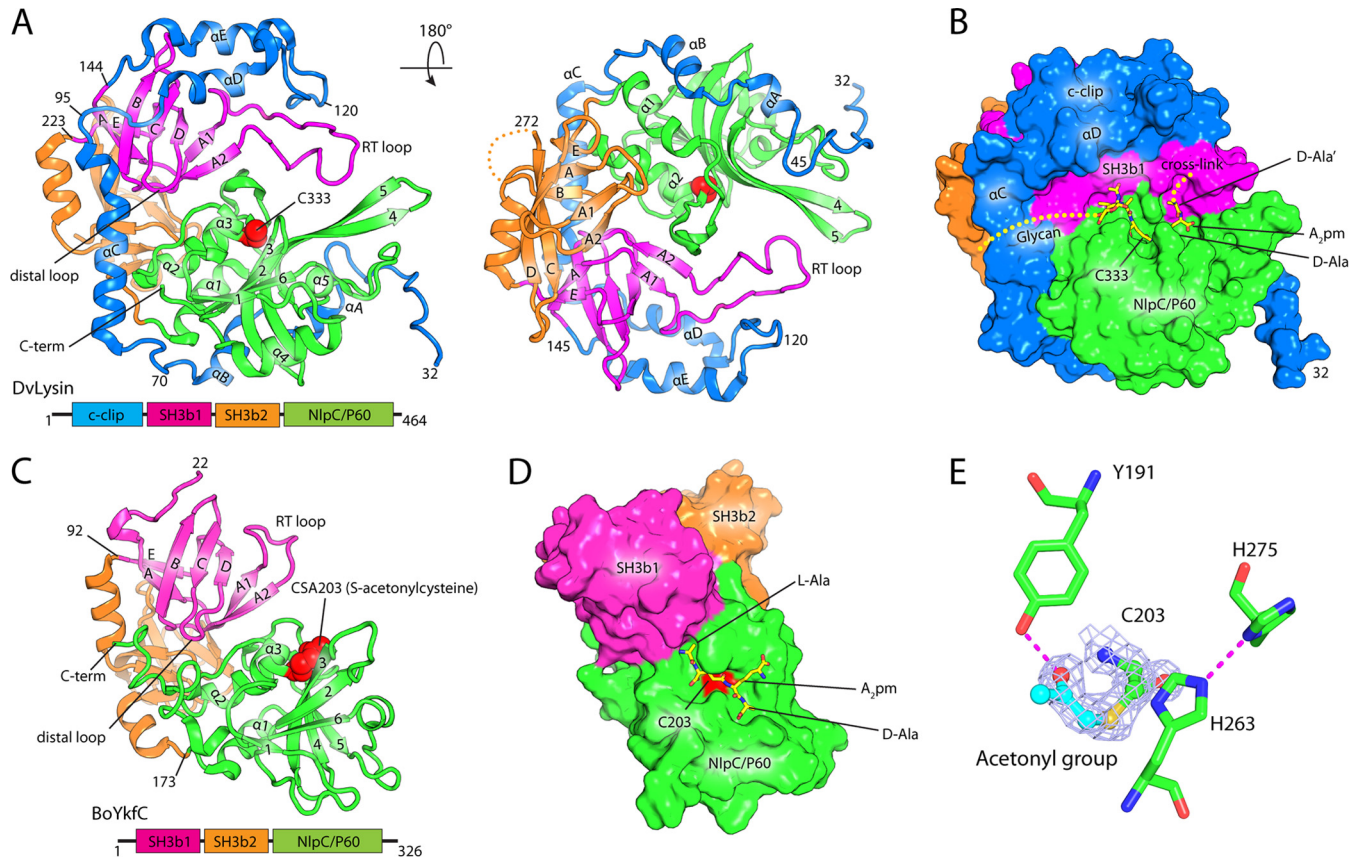 A
αE
144
αD
95
B
120
A
E
C
D
A1
223
A2
RT loop
C333
5
4
α3
3
distal loop
αC
α2
2
6
α1
1
α5
αA
C-term
α4
32
70
αB
DvLysin
1
c-clip
SH3b1
SH3b2
NlpC/P60
464
180°
αB
αC
32
α1
αA
272
E
45
A
α2
B
A1
4
A2
5
D
C
A
A2
RT loop
E
A1
145
αD
120
αE
B
c-clip
αD
D-Ala'
SH3b1
cross-link
αC
Glycan
A2pm
D-Ala
C333
NlpC/P60
32
C
22
RT loop
92
E
B
C
D
A
A1
A2
CSA203 (S-acetonylcysteine)
α3
3
C-term
α2
2
distal loop
α1
6
1
4
5
173
BoYkfC
1
SH3b1
SH3b2
NlpC/P60
326
D
SH3b2
SH3b1
L-Ala
A2pm
C203
D-Ala
NlpC/P60
E
Y191
H275
C203
H263
Acetonyl group